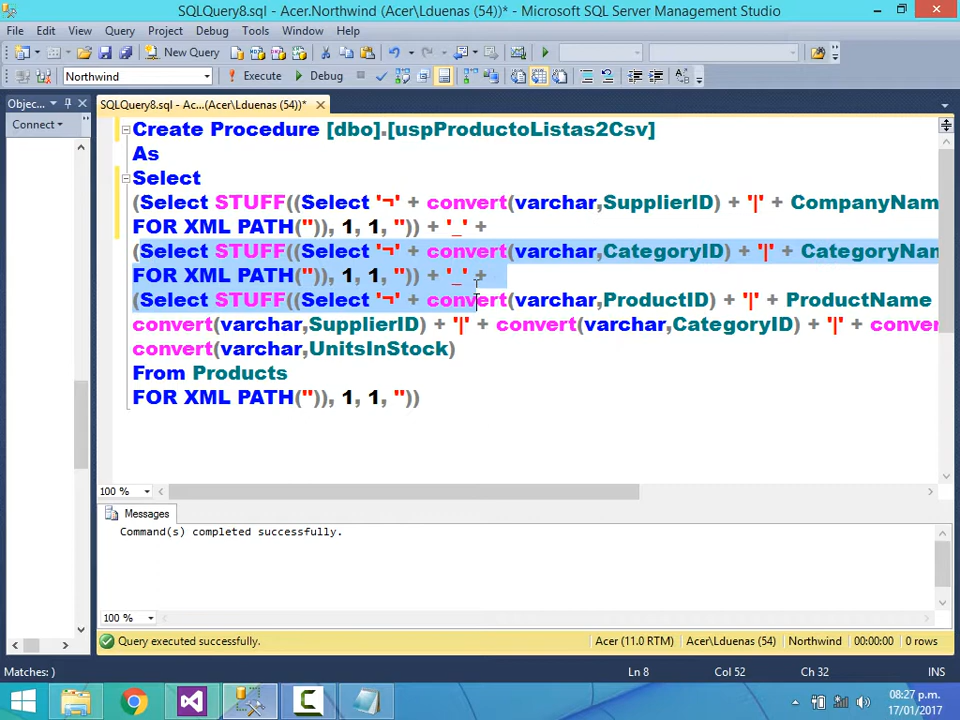 SQLQuery8.sql - Acer.Northwind (Acer\Lduenas (54))* - Microsoft SQL Server Management Studio
File Edit View Query Project Debug Tools Window Help
New Query
Northwind Execute Debug
Objec... SQLQuery8.sql - Ac...(Acer\Lduenas (54))*
Connect
Create Procedure [dbo].[uspProductoListas2Csv]
As
Select
(Select STUFF((Select '¬' + convert(varchar,SupplierID) + '|' + CompanyNam
FOR XML PATH('')), 1, 1, '')) + '_' +
(Select STUFF((Select '¬' + convert(varchar,CategoryID) + '|' + CategoryNam
FOR XML PATH('')), 1, 1, '')) + '_' +
(Select STUFF((Select '¬' + convert(varchar,ProductID) + '|' + ProductName
convert(varchar,SupplierID) + '|' + convert(varchar,CategoryID) + '|' + conver
convert(varchar,UnitsInStock)
From Products
FOR XML PATH('')), 1, 1, ''))
100 %
Messages
Command(s) completed successfully.
100 %
Query executed successfully. Acer (11.0 RTM) Acer\Lduenas (54) Northwind 00:00:00 0 rows
Matches: ) Ln 8 Col 52 Ch 32 INS
08:27 p.m.
17/01/2017